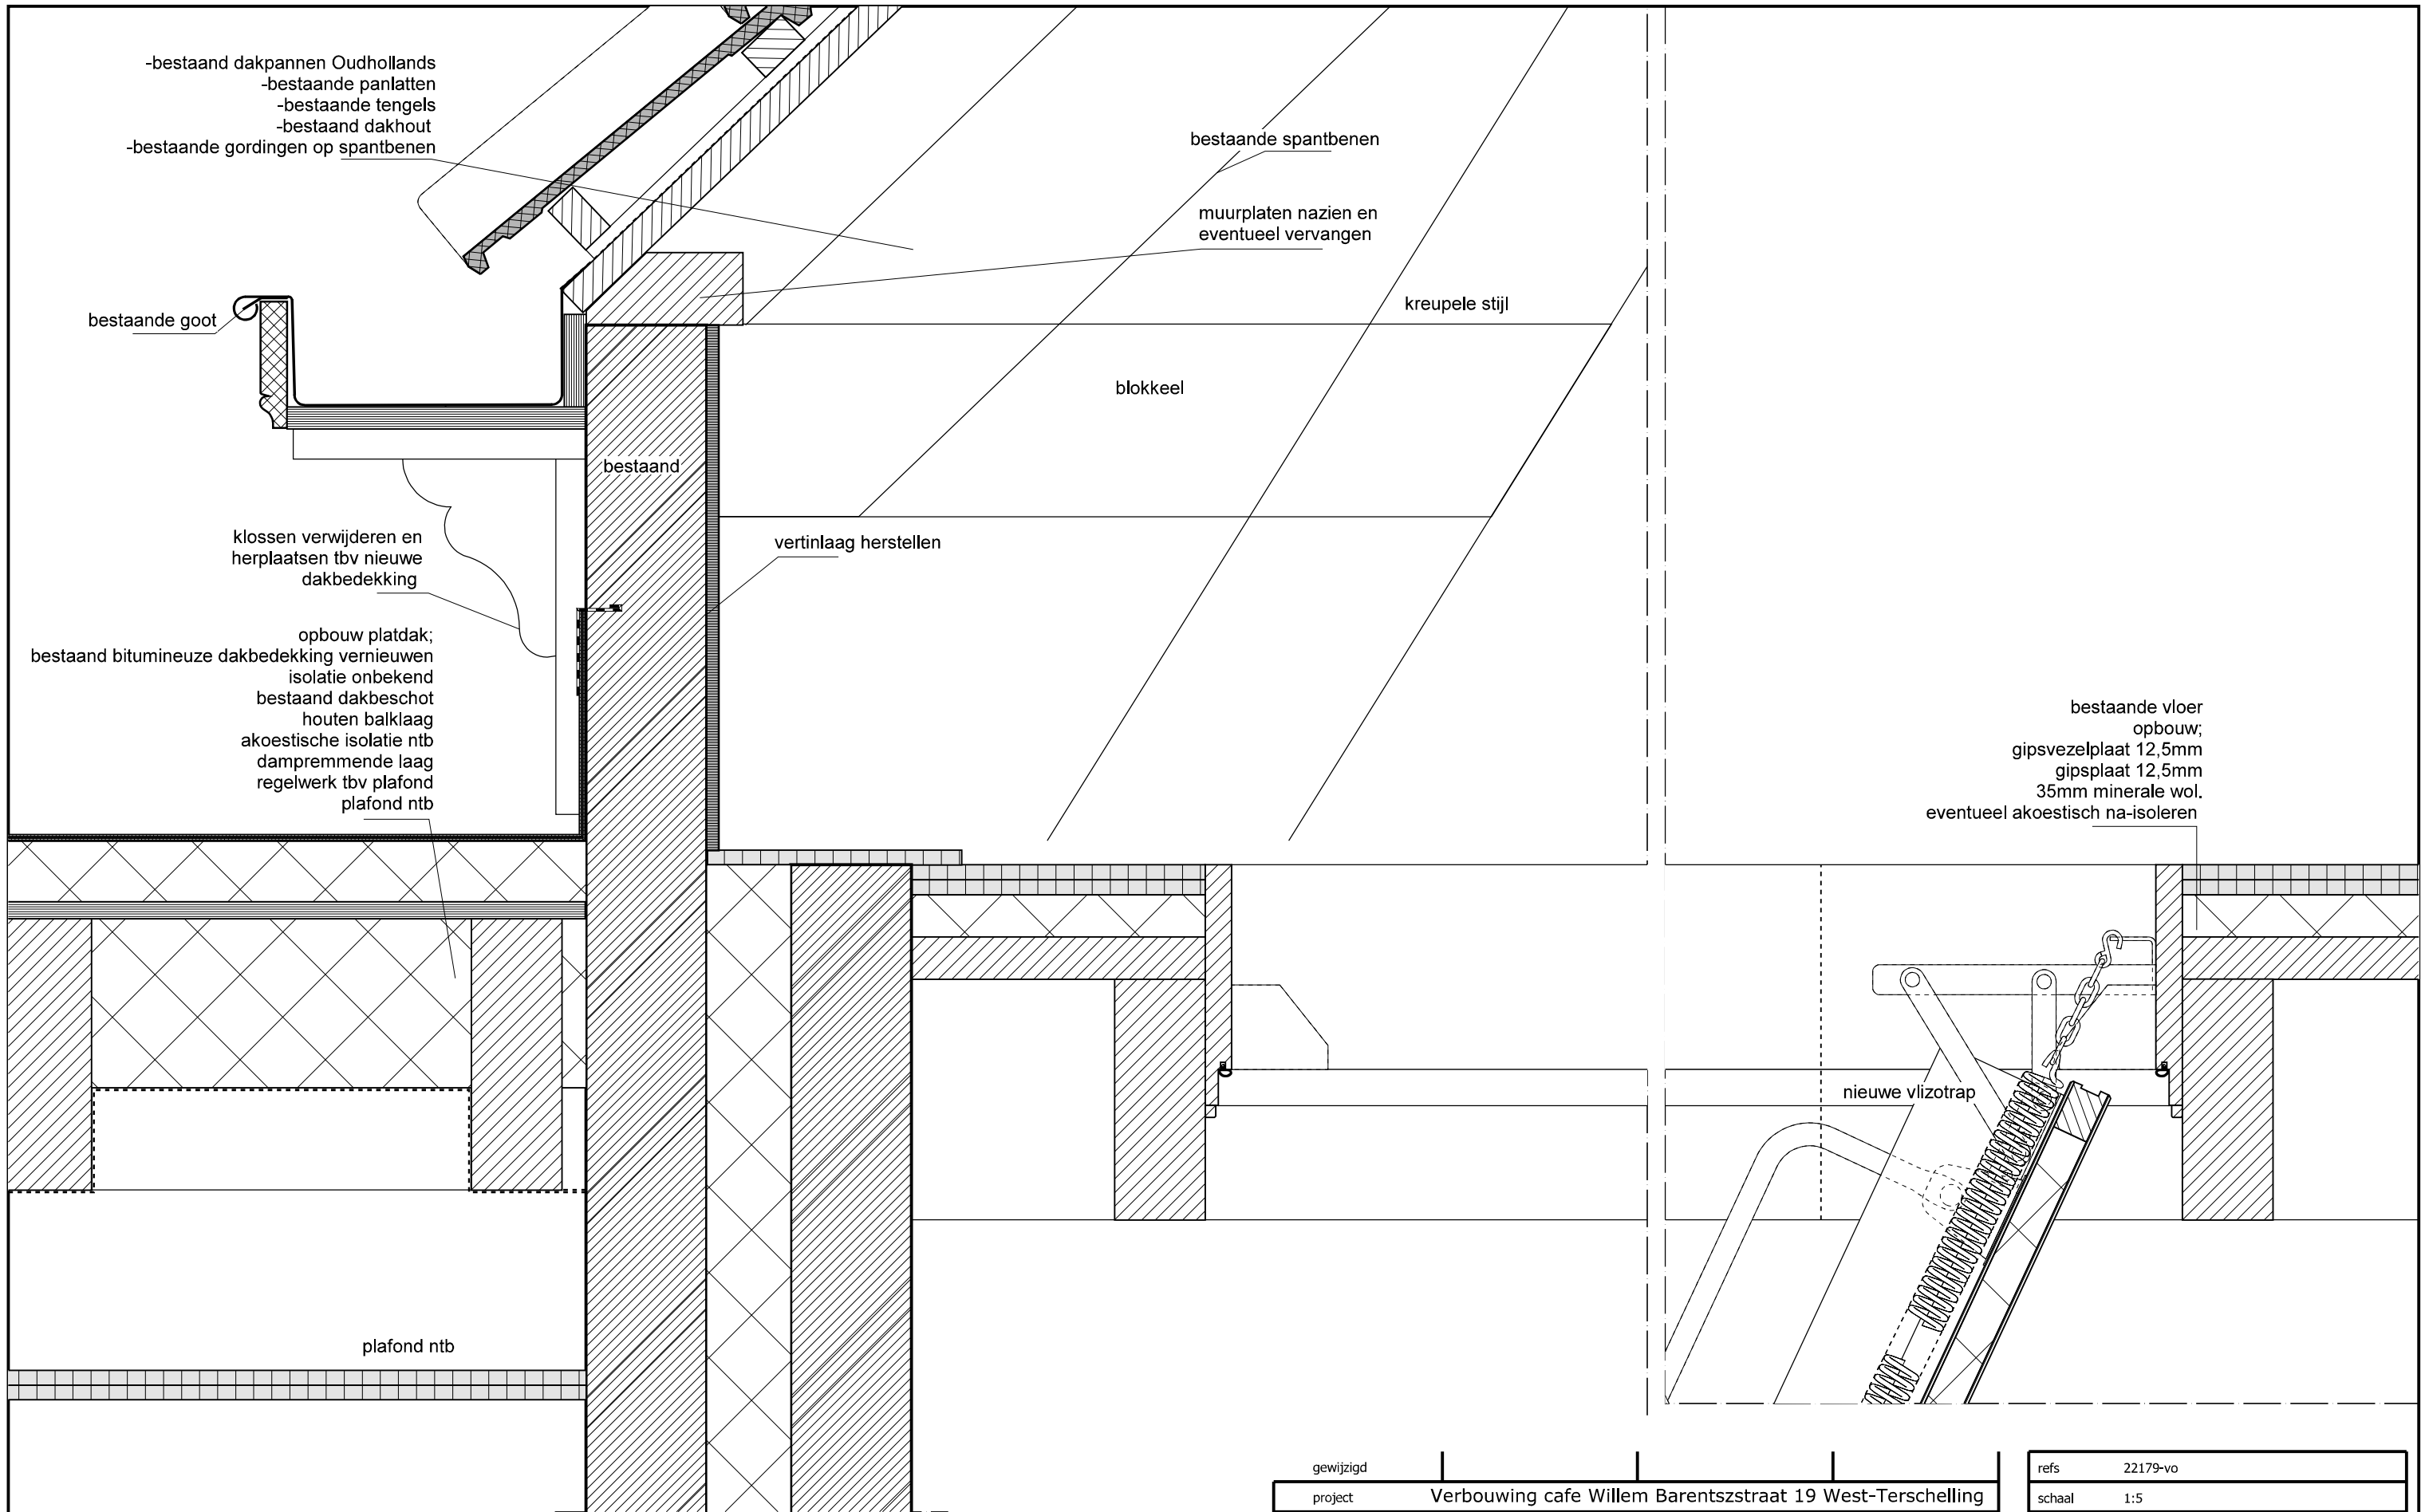 -bestaand dakpannen Oudhollands
-bestaande panlatten
-bestaande tengels
-bestaand dakhout
-bestaande gordingen op spantbenen
bestaande spantbenen
muurplaten nazien en
eventueel vervangen
kreupele stijl
bestaande goot
blokkeel
bestaand
klossen verwijderen en
herplaatsen tbv nieuwe
dakbedekking
vertinlaag herstellen
opbouw platdak;
bestaand bitumineuze dakbedekking vernieuwen
isolatie onbekend
bestaand dakbeschot
houten balklaag
akoestische isolatie ntb
dampremmende laag
regelwerk tbv plafond
plafond ntb
bestaande vloer
opbouw;
gipsvezelplaat 12,5mm
gipsplaat 12,5mm
35mm minerale wol.
eventueel akoestisch na-isoleren
nieuwe vlizotrap
plafond ntb
gewijzigd
project Verbouwing cafe Willem Barentszstraat 19 West-Terschelling
refs 22179-vo
schaal 1:5